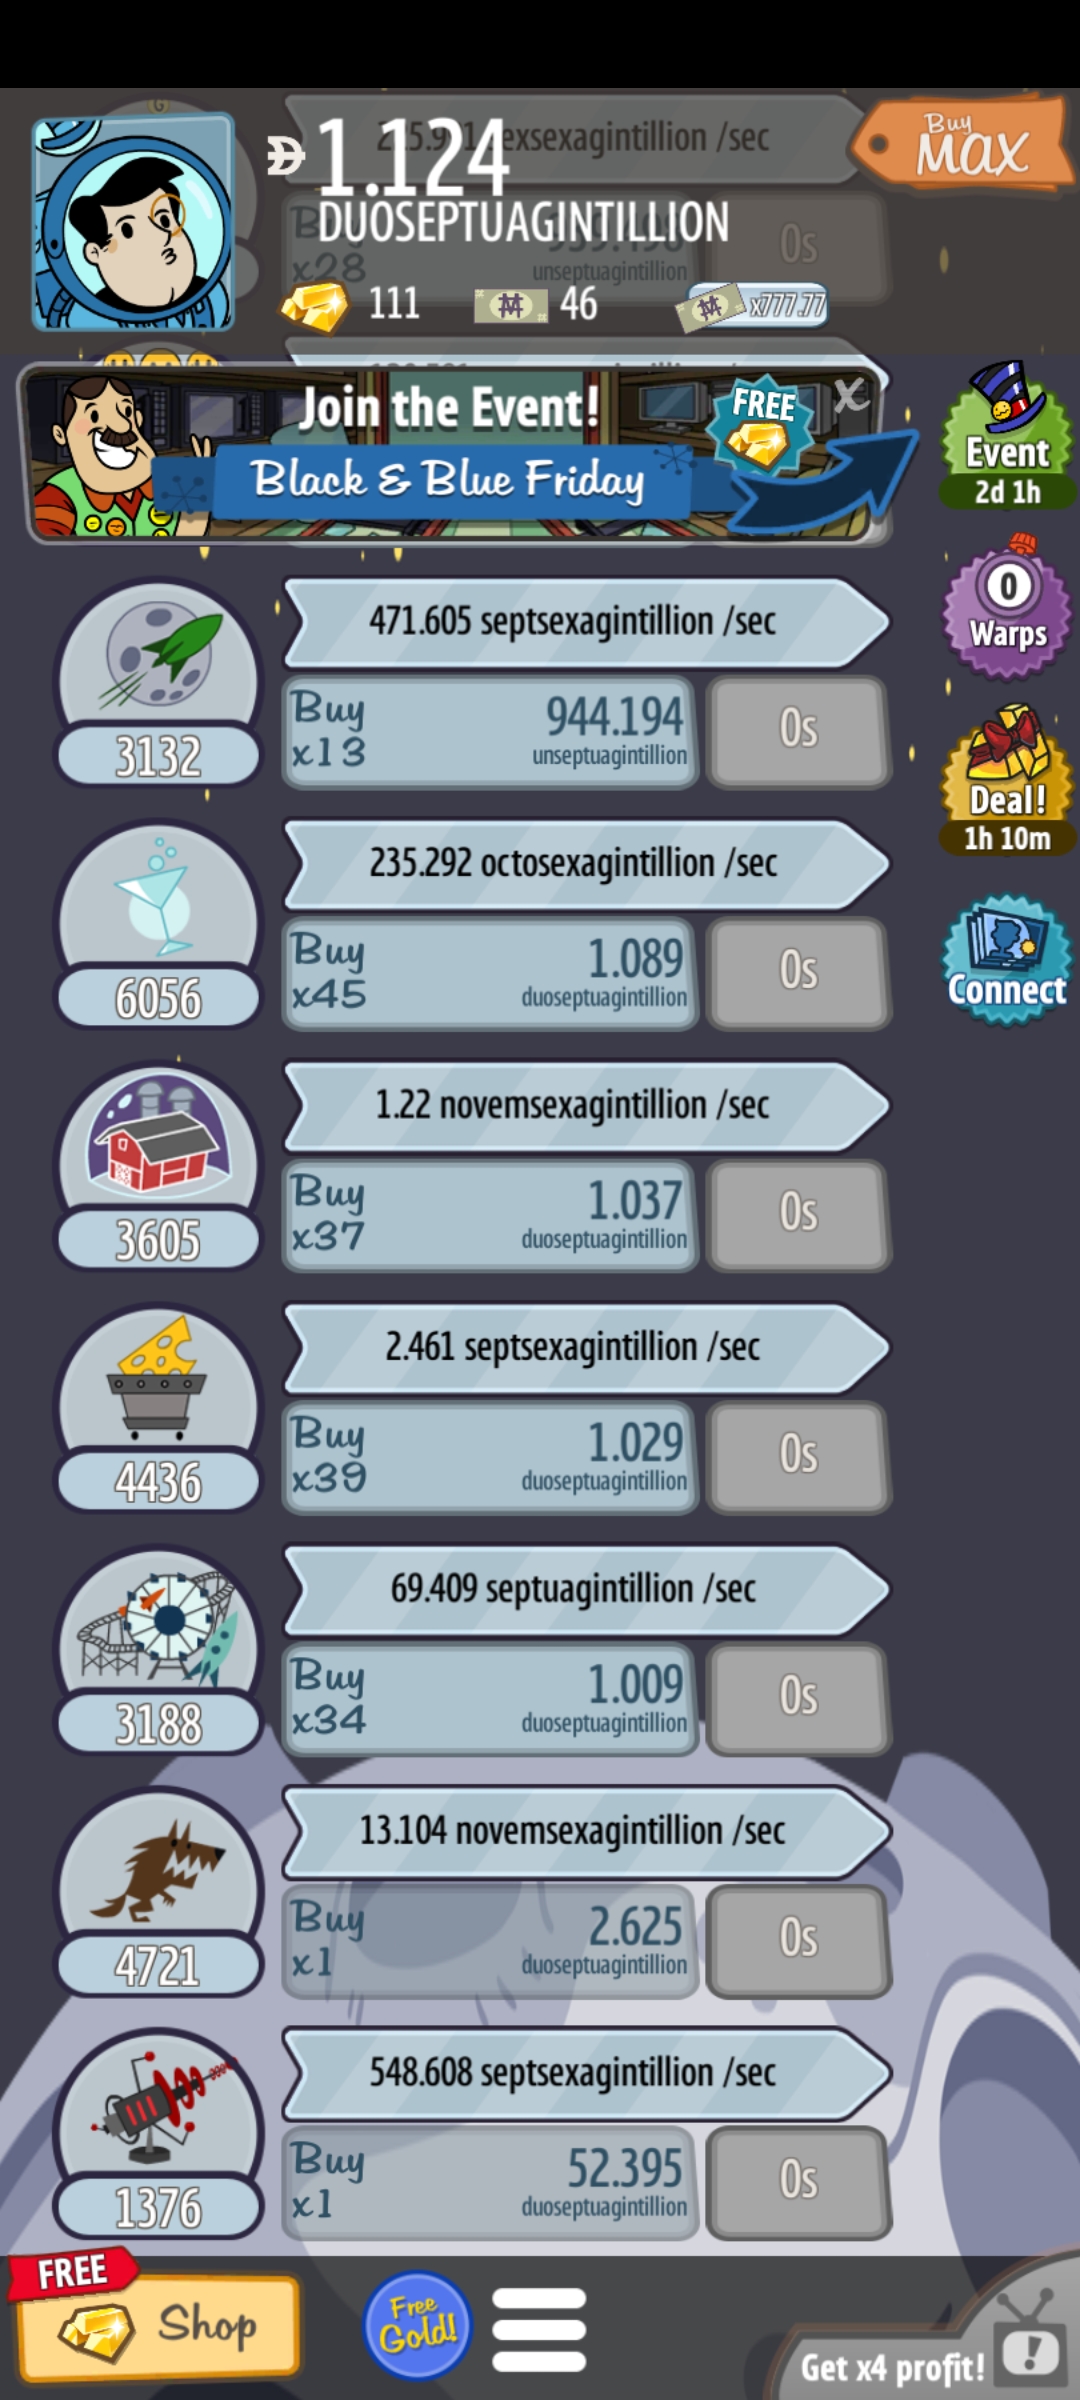 1.124
DUOSEPTUAGINTILLION
Buy
MAX
/sec
Buy
x28
unseptuagintillion
0s
111
46
x777.77
Join the Event!
Black & Blue Friday
FREE
X
Event
2d 1h
0
Warps
Deal!
1h 10m
Connect
471.605 septsexagintillion /sec
Buy
x13
944.194
unseptuagintillion
0s
3132
235.292 octosexagintillion /sec
Buy
x45
1.089
duoseptuagintillion
0s
6056
1.22 novemsexagintillion /sec
Buy
x37
1.037
duoseptuagintillion
0s
3605
2.461 septsexagintillion /sec
Buy
x39
1.029
duoseptuagintillion
0s
4436
69.409 septuagintillion /sec
Buy
x34
1.009
duoseptuagintillion
0s
3188
13.104 novemsexagintillion /sec
Buy
x1
2.625
duoseptuagintillion
0s
4721
548.608 septsexagintillion /sec
Buy
x1
52.395
duoseptuagintillion
0s
1376
FREE
Shop
Free
Gold!
Get x4 profit!
!